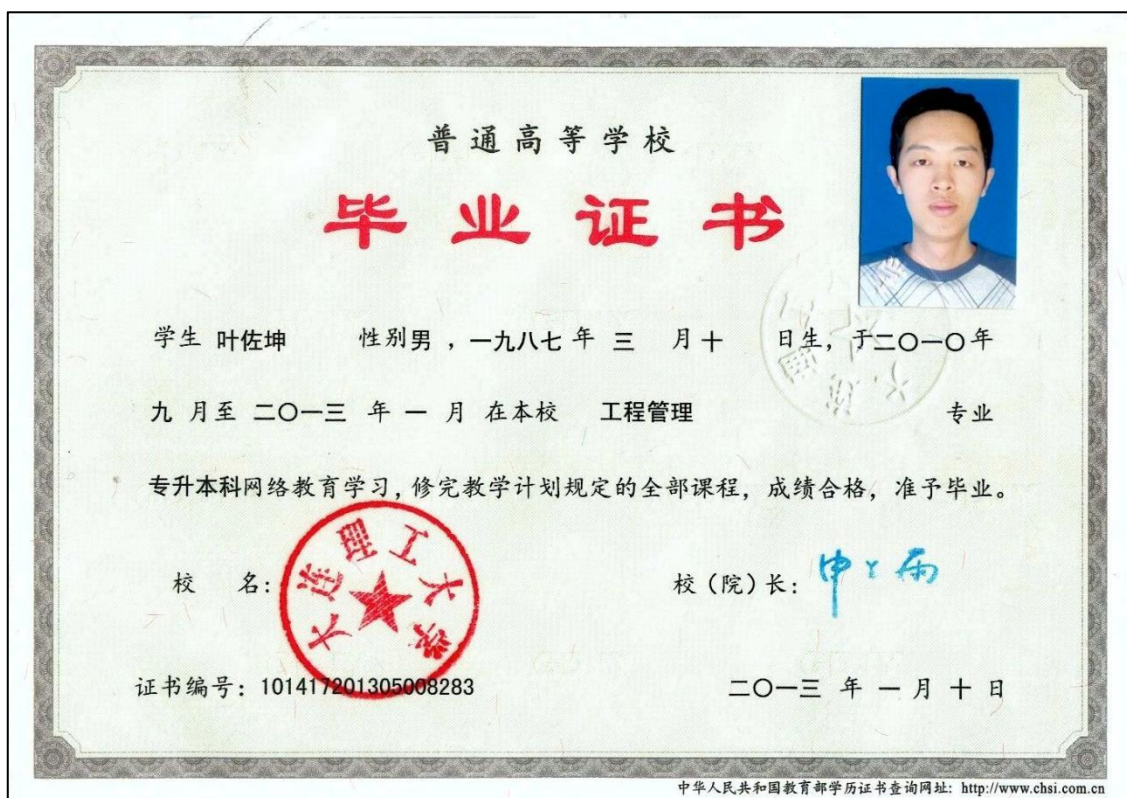 普通高等学校
毕业证书
学生 叶佐坤 性别男，一九八七年 三 月十 日生，于二〇一〇年
九 月至 二〇一三 年 一 月 在本校 工程管理 专业
专升本科网络教育学习，修完教学计划规定的全部课程，成绩合格，准予毕业。
大连理工大学
校 名： 校（院）长：
证书编号：101417201305008283 二〇一三 年 一 月 十 日
中华人民共和国教育部学历证书查询网址：http://www.chsi.com.cn